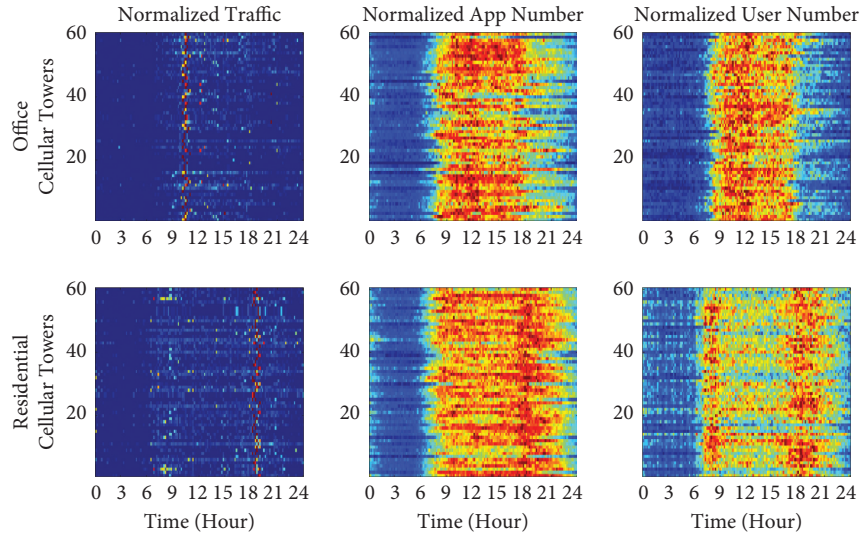 Normalized Traffic
Normalized App Number
Normalized User Number
Office
Cellular Towers
60
40
20
0 3 6 9 12 15 18 21 24
60
40
20
0 3 6 9 12 15 18 21 24
60
40
20
0 3 6 9 12 15 18 21 24
Residential
Cellular Towers
60
40
20
0 3 6 9 12 15 18 21 24
Time (Hour)
60
40
20
0 3 6 9 12 15 18 21 24
Time (Hour)
60
40
20
0 3 6 9 12 15 18 21 24
Time (Hour)